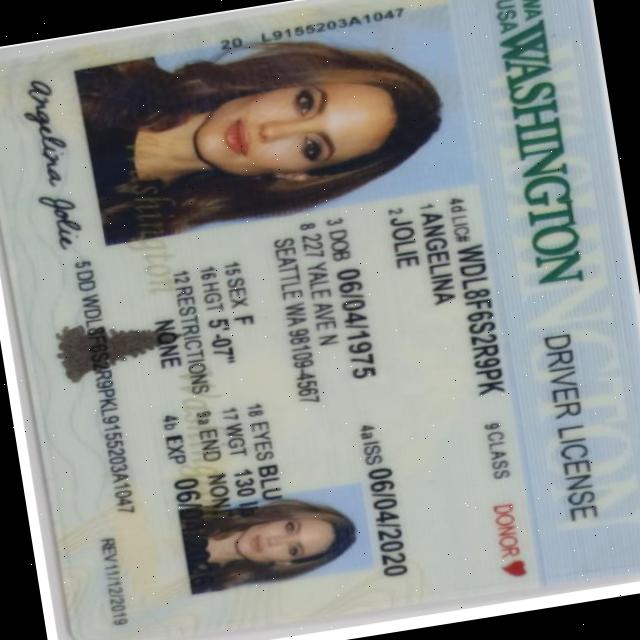 WA USA WASHINGTON DRIVER LICENSE
4d LIC# WDL8F6S2R9PK 9 CLASS DONOR
1 ANGELINA
2 JOLIE
3 DOB 06/04/1975 4a ISS 06/04/2020
8 227 YALE AVE N
SEATTLE WA 98109-4567
15 SEX F 18 EYES BLU
16 HGT 5'-07" 17 WGT 130
12 RESTRICTIONS 9a END NON
NONE 4b EXP 06
20 L9155203A1047
Angelina Jolie
5 DD REV 11/12/2019